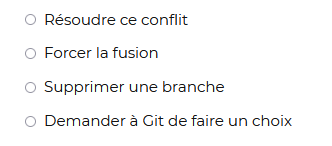 Résoudre ce conflit
Forcer la fusion
Supprimer une branche
Demander à Git de faire un choix